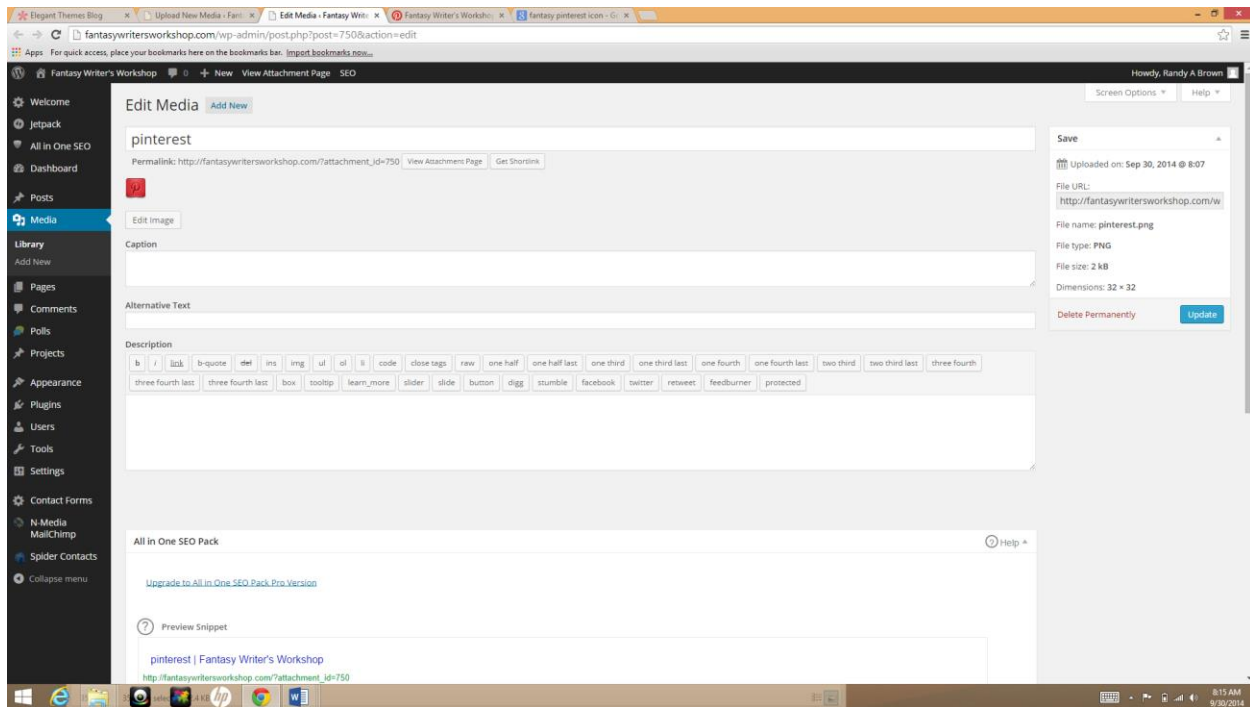 Elegant Themes Blog
Upload New Media ‹ Fant
Edit Media ‹ Fantasy Write
Fantasy Writer's Workshop
fantasy pinterest icon - Go
fantasywritersworkshop.com/wp-admin/post.php?post=750&action=edit
Apps For quick access, place your bookmarks here on the bookmarks bar. Import bookmarks now...
Fantasy Writer's Workshop 0 + New View Attachment Page SEO
Howdy, Randy A Brown
Screen Options Help
Welcome
Jetpack
All in One SEO
Dashboard
Posts
Media
Library
Add New
Pages
Comments
Polls
Projects
Appearance
Plugins
Users
Tools
Settings
Contact Forms
N-Media
MailChimp
Spider Contacts
Collapse menu
Edit Media Add New
pinterest
Permalink: http://fantasywritersworkshop.com/?attachment_id=750 View Attachment Page Get Shortlink
Edit Image
Caption
Alternative Text
Description
b i link b-quote del ins img ul ol li code close tags raw one half one half last one third one third last one fourth one fourth last two third two third last three fourth
three fourth last three fourth last box tooltip learn_more slider slide button digg stumble facebook twitter retweet feedburner protected
All in One SEO Pack
Help
Upgrade to All in One SEO Pack Pro Version
Preview Snippet
pinterest | Fantasy Writer's Workshop
http://fantasywritersworkshop.com/?attachment_id=750
Save
Uploaded on: Sep 30, 2014 @ 8:07
File URL:
http://fantasywritersworkshop.com/w
File name: pinterest.png
File type: PNG
File size: 2 kB
Dimensions: 32 × 32
Delete Permanently Update
hp
8:15 AM
9/30/2014